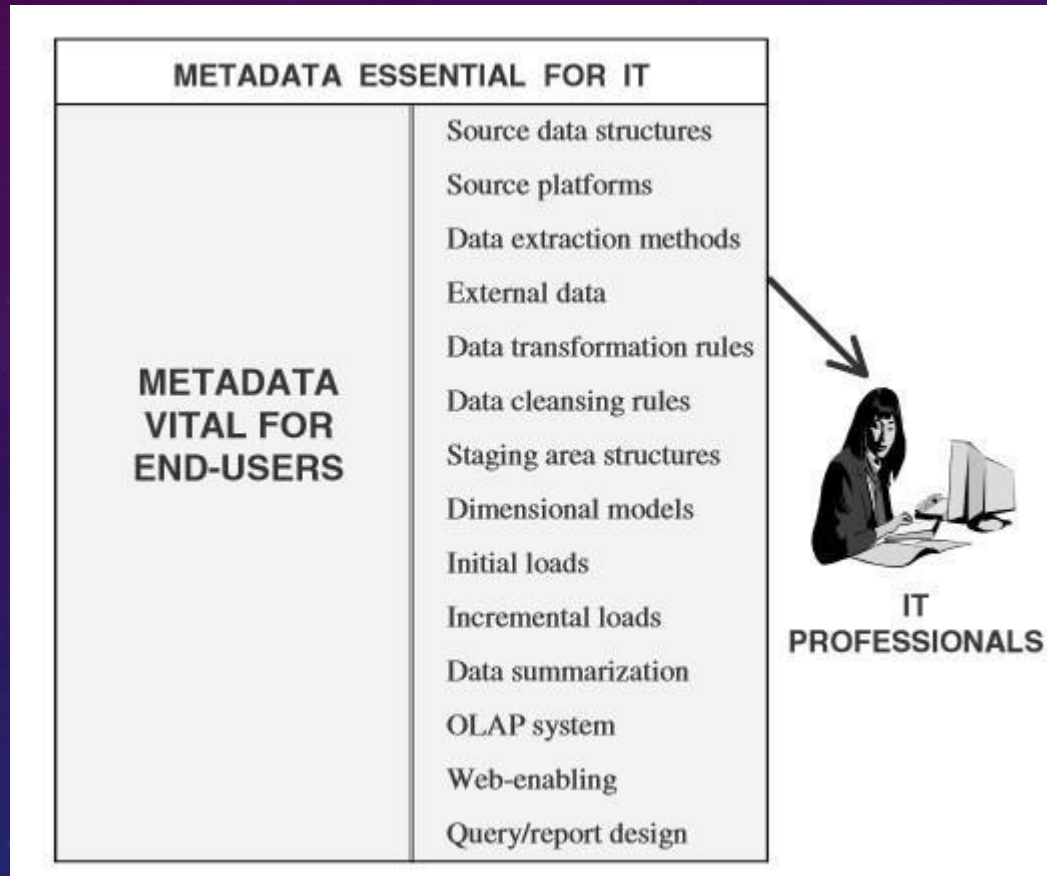 METADATA ESSENTIAL FOR IT
METADATA
VITAL FOR
END-USERS
Source data structures
Source platforms
Data extraction methods
External data
Data transformation rules
Data cleansing rules
Staging area structures
Dimensional models
Initial loads
Incremental loads
Data summarization
OLAP system
Web-enabling
Query/report design
IT
PROFESSIONALS